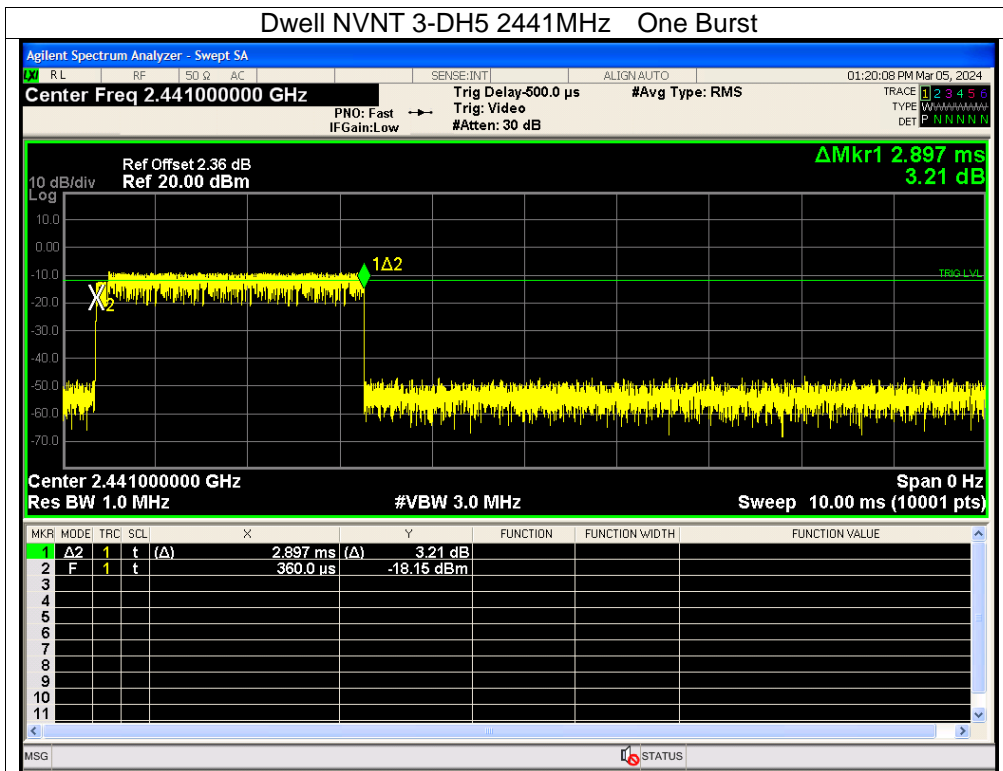 Dwell NVNT 3-DH5 2441MHz One Burst
Agilent Spectrum Analyzer - Swept SA
LXI RL RF 50 Ω AC SENSE:INT ALIGN AUTO 01:20:08 PM Mar 05, 2024
Center Freq 2.441000000 GHz Trig Delay-500.0 µs #Avg Type: RMS TRACE 1 2 3 4 5 6
PNO: Fast Trig: Video TYPE WWWWWW
IFGain:Low #Atten: 30 dB DET P N N N N N
ΔMkr1 2.897 ms
3.21 dB
Ref Offset 2.36 dB
10 dB/div Ref 20.00 dBm
Log
10.0
0.00
-10.0
-20.0
-30.0
-40.0
-50.0
-60.0
-70.0
1Δ2
TRIG LVL
2
Center 2.441000000 GHz Span 0 Hz
Res BW 1.0 MHz #VBW 3.0 MHz Sweep 10.00 ms (10001 pts)
MKR MODE TRC SCL X Y FUNCTION FUNCTION WIDTH FUNCTION VALUE
1 Δ2 1 t (Δ) 2.897 ms (Δ) 3.21 dB
2 F 1 t 360.0 µs -18.15 dBm
3
4
5
6
7
8
9
10
11
MSG STATUS